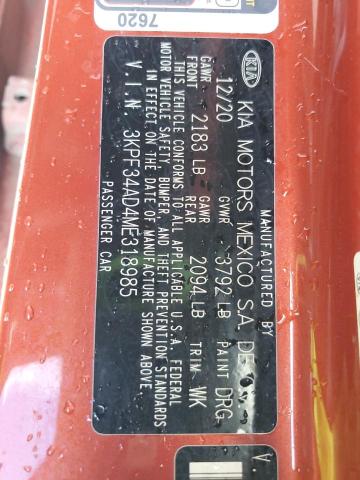 7620
KIA
MANUFACTURED BY
KIA MOTORS MEXICO S.A. DE
12/20 GVWR 3792 LB PAINT DRG
GAWR FRONT 2183 LB GAWR REAR 2094 LB TRIM WK
THIS VEHICLE CONFORMS TO ALL APPLICABLE U.S.A. FEDERAL
MOTOR VEHICLE SAFETY, BUMPER, AND THEFT PREVENTION STANDARDS
IN EFFECT ON THE DATE OF MANUFACTURE SHOWN ABOVE.
V.I.N. 3KPF34AD4ME318985
PASSENGER CAR
V.